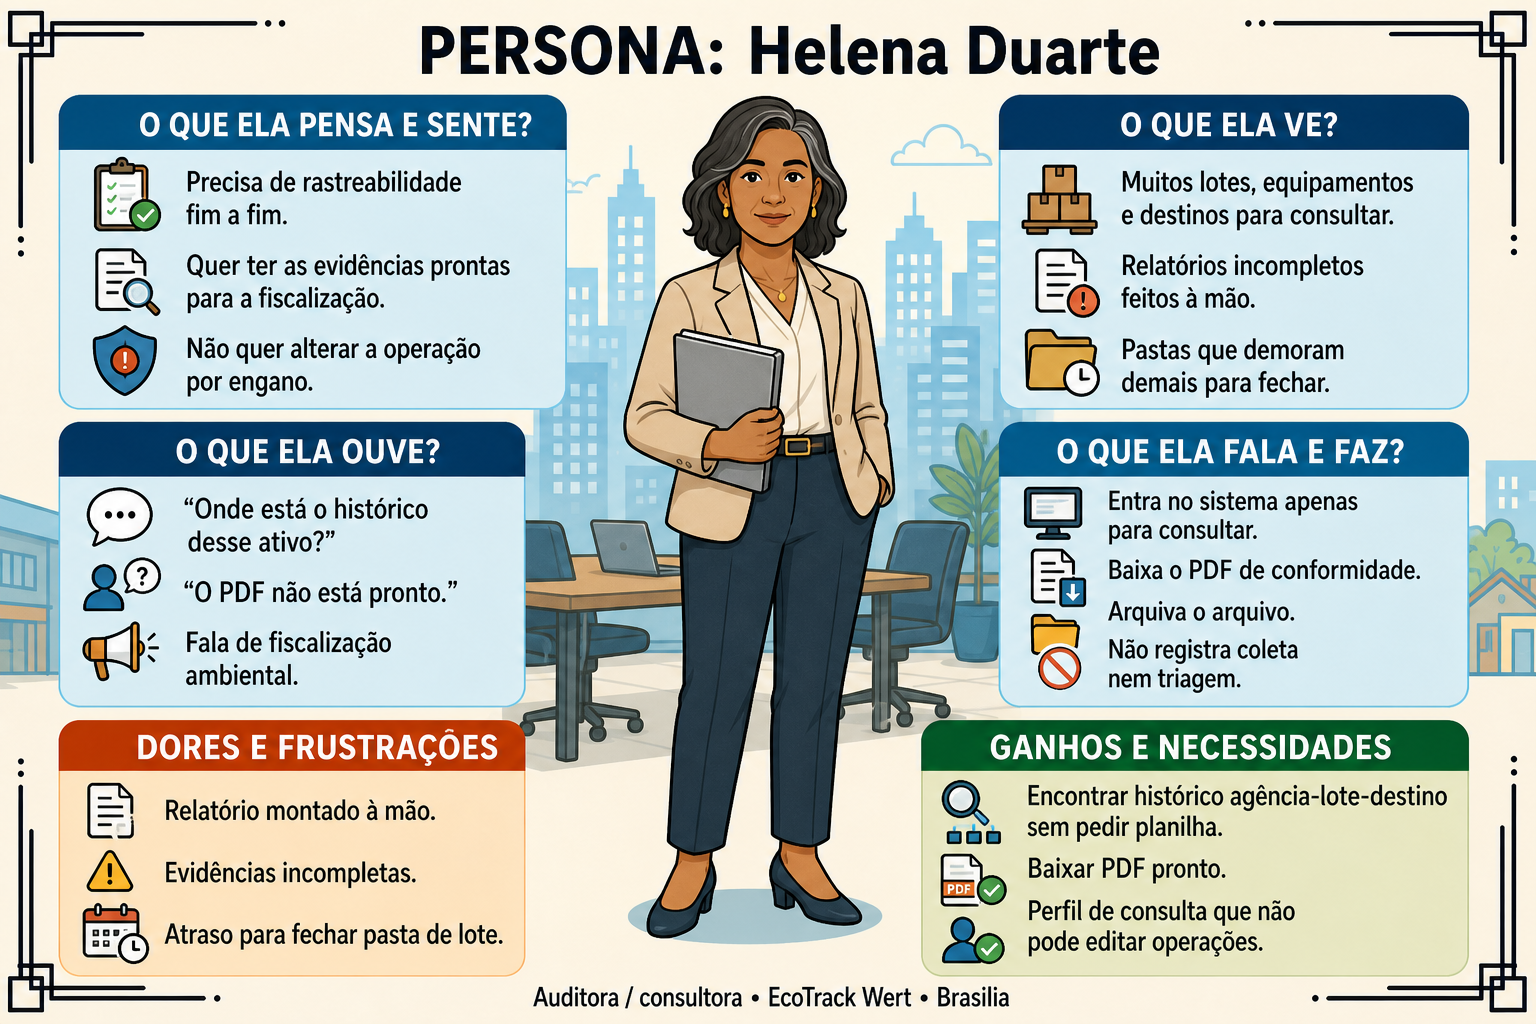 PERSONA: Helena Duarte
O QUE ELA PENSA E SENTE?
Precisa de rastreabilidade
fim a fim.
Quer ter as evidências prontas
para a fiscalização.
Não quer alterar a operação
por engano.
O QUE ELA VE?
Muitos lotes, equipamentos
e destinos para consultar.
Relatórios incompletos
feitos à mão.
Pastas que demoram
demais para fechar.
O QUE ELA OUVE?
“Onde está o histórico
desse ativo?”
“O PDF não está pronto.”
Fala de fiscalização
ambiental.
O QUE ELA FALA E FAZ?
Entra no sistema apenas
para consultar.
Baixa o PDF de conformidade.
Arquiva o arquivo.
Não registra coleta
nem triagem.
DORES E FRUSTRAÇÕES
Relatório montado à mão.
Evidências incompletas.
Atraso para fechar pasta de lote.
GANHOS E NECESSIDADES
Encontrar histórico agência-lote-destino
sem pedir planilha.
PDF
Baixar PDF pronto.
Perfil de consulta que não
pode editar operações.
Auditora / consultora • EcoTrack Wert • Brasilia